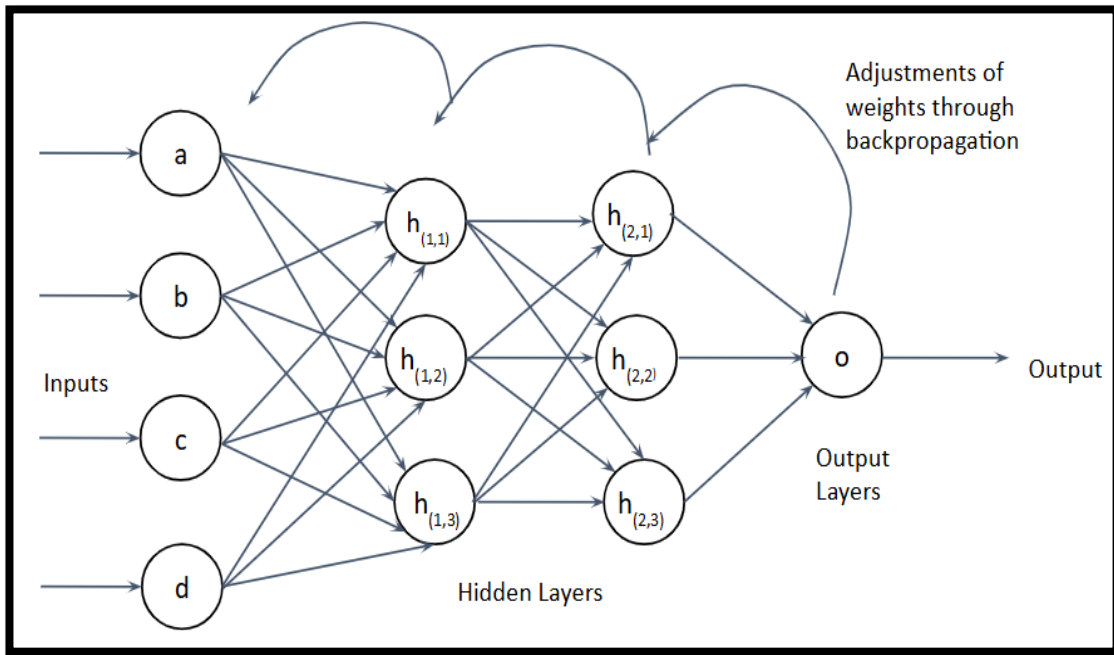 Adjustments of
weights through
backpropagation
a
b
c
d
h(1,1)
h(1,2)
h(1,3)
h(2,1)
h(2,2)
h(2,3)
o
Inputs
Output
Output
Layers
Hidden Layers